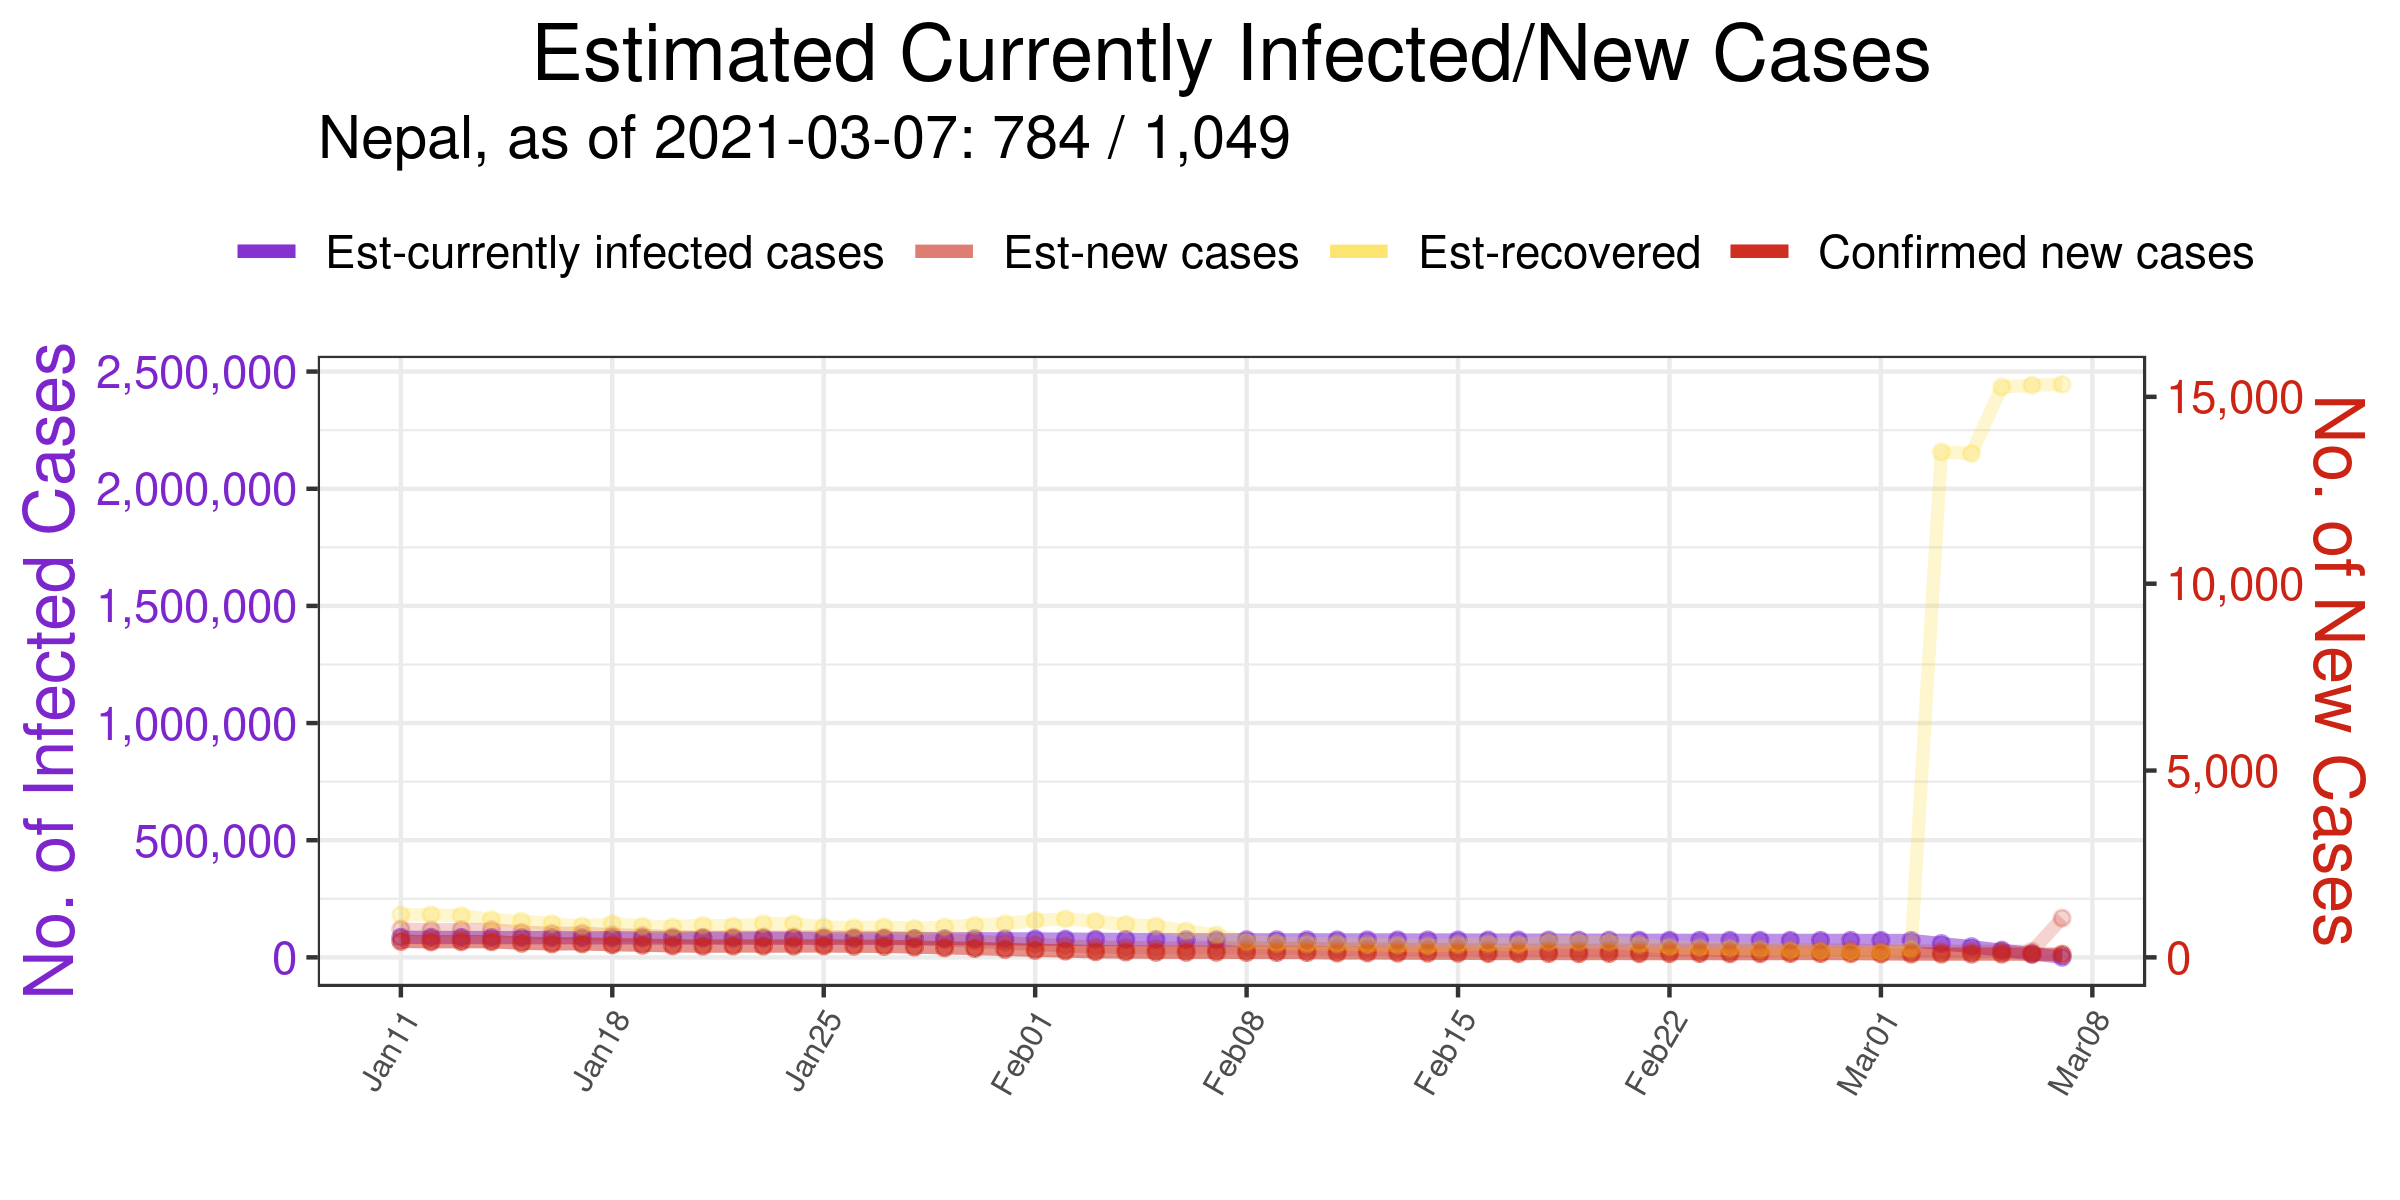 Estimated Currently Infected/New Cases
Nepal, as of 2021-03-07: 784 / 1,049
Est-currently infected cases Est-new cases Est-recovered Confirmed new cases
No. of Infected Cases
2,500,000
2,000,000
1,500,000
1,000,000
500,000
0
15,000
10,000
5,000
0
No. of New Cases
Jan11 Jan18 Jan25 Feb01 Feb08 Feb15 Feb22 Mar01 Mar08